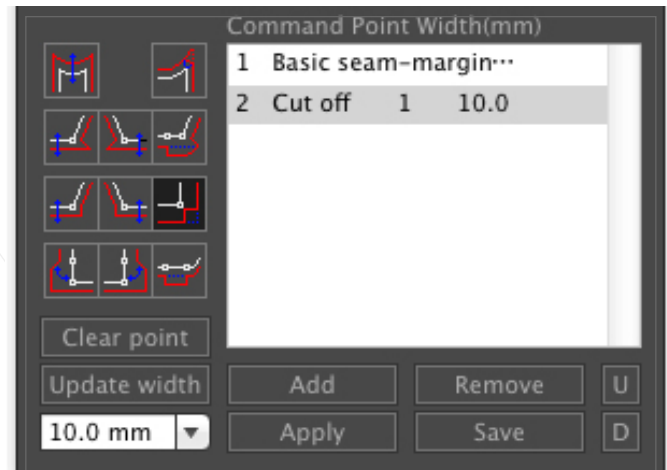 Command Point Width(mm)
1 Basic seam-margin…
2 Cut off 1 10.0
Clear point
Update width Add Remove U
10.0 mm Apply Save D